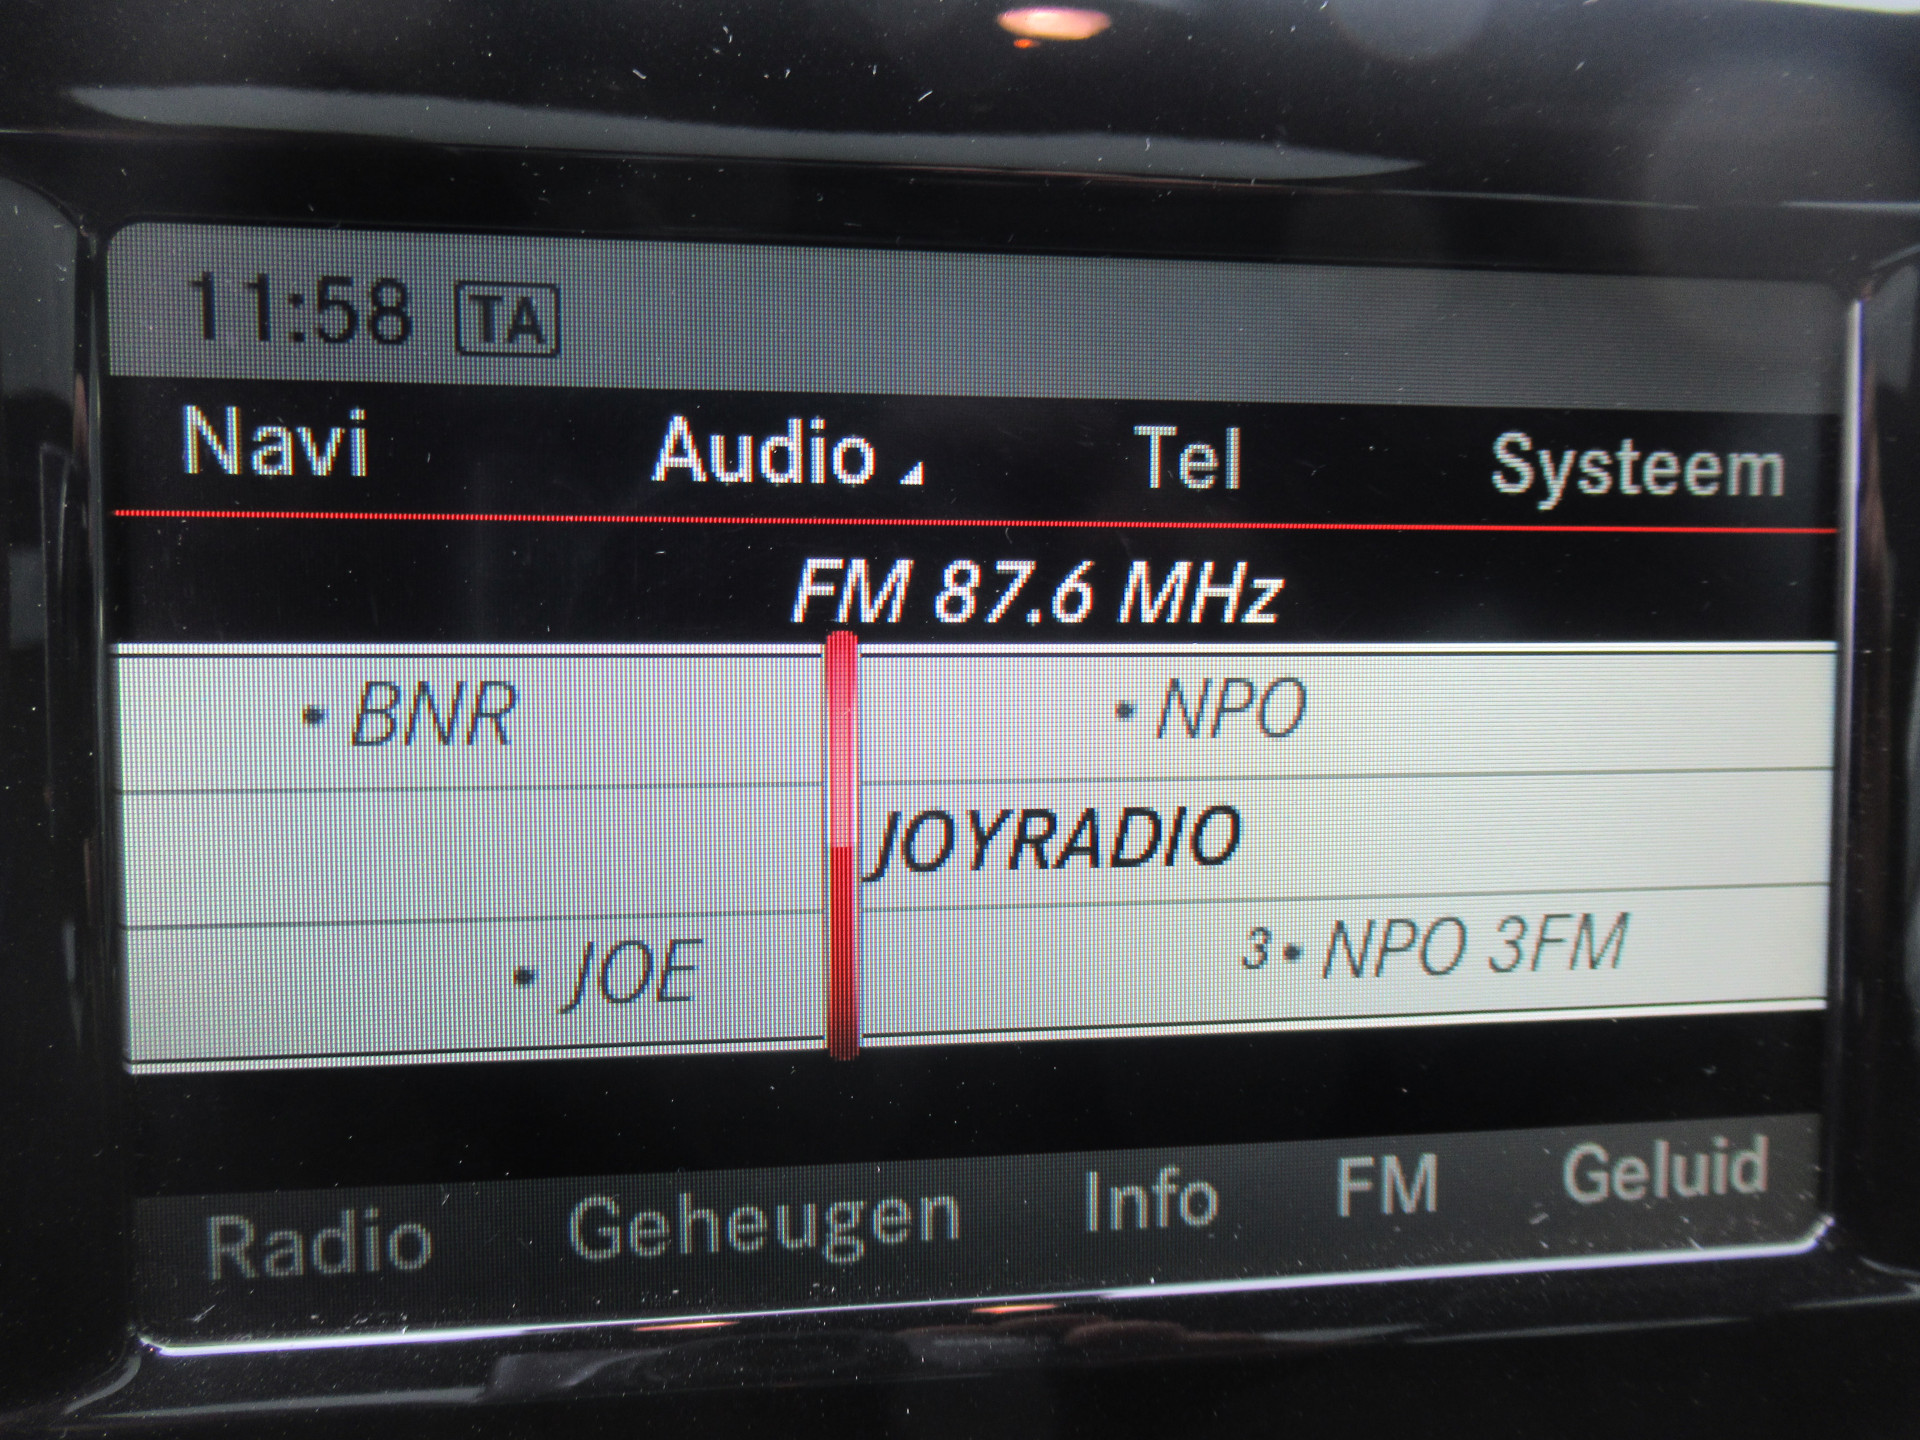 11:58 TA
Navi Audio Tel Systeem
FM 87.6 MHz
• BNR • NPO
JOYRADIO
• JOE 3• NPO 3FM
Radio Geheugen Info FM Geluid